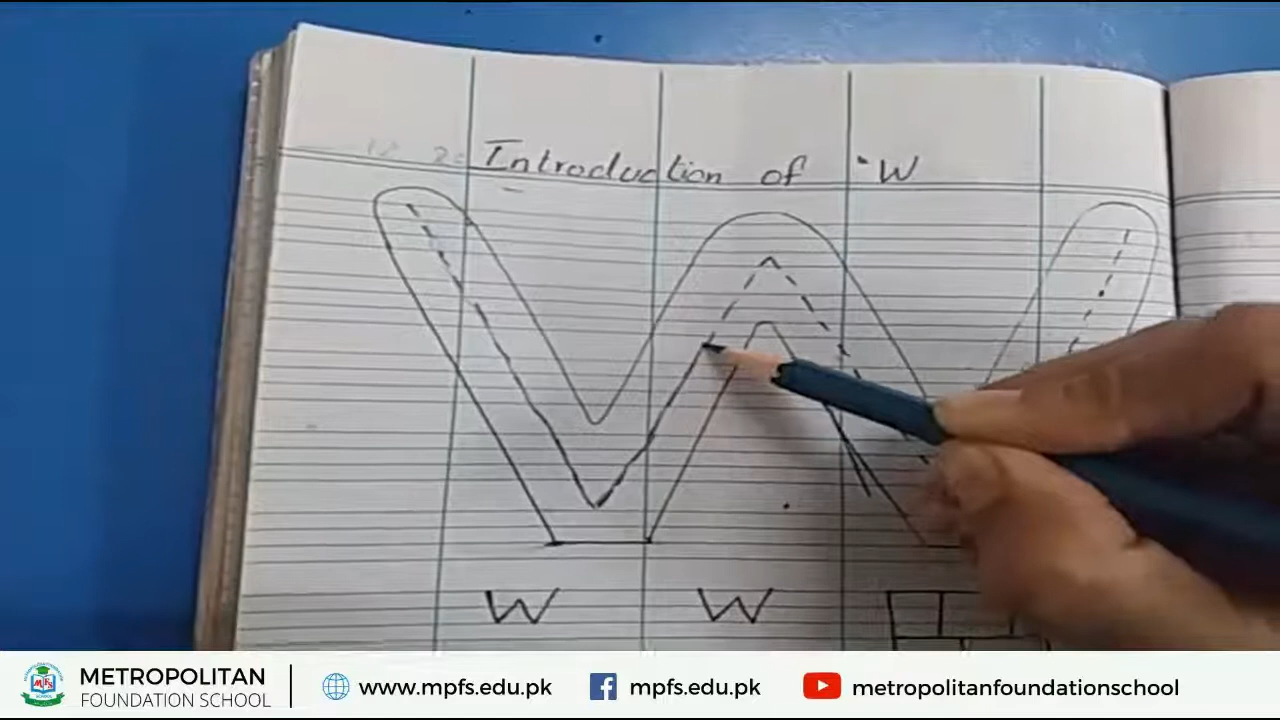 Introduction of "W
W W
METROPOLITAN
FOUNDATION SCHOOL
www.mpfs.edu.pk
mpfs.edu.pk
metropolitanfoundationschool